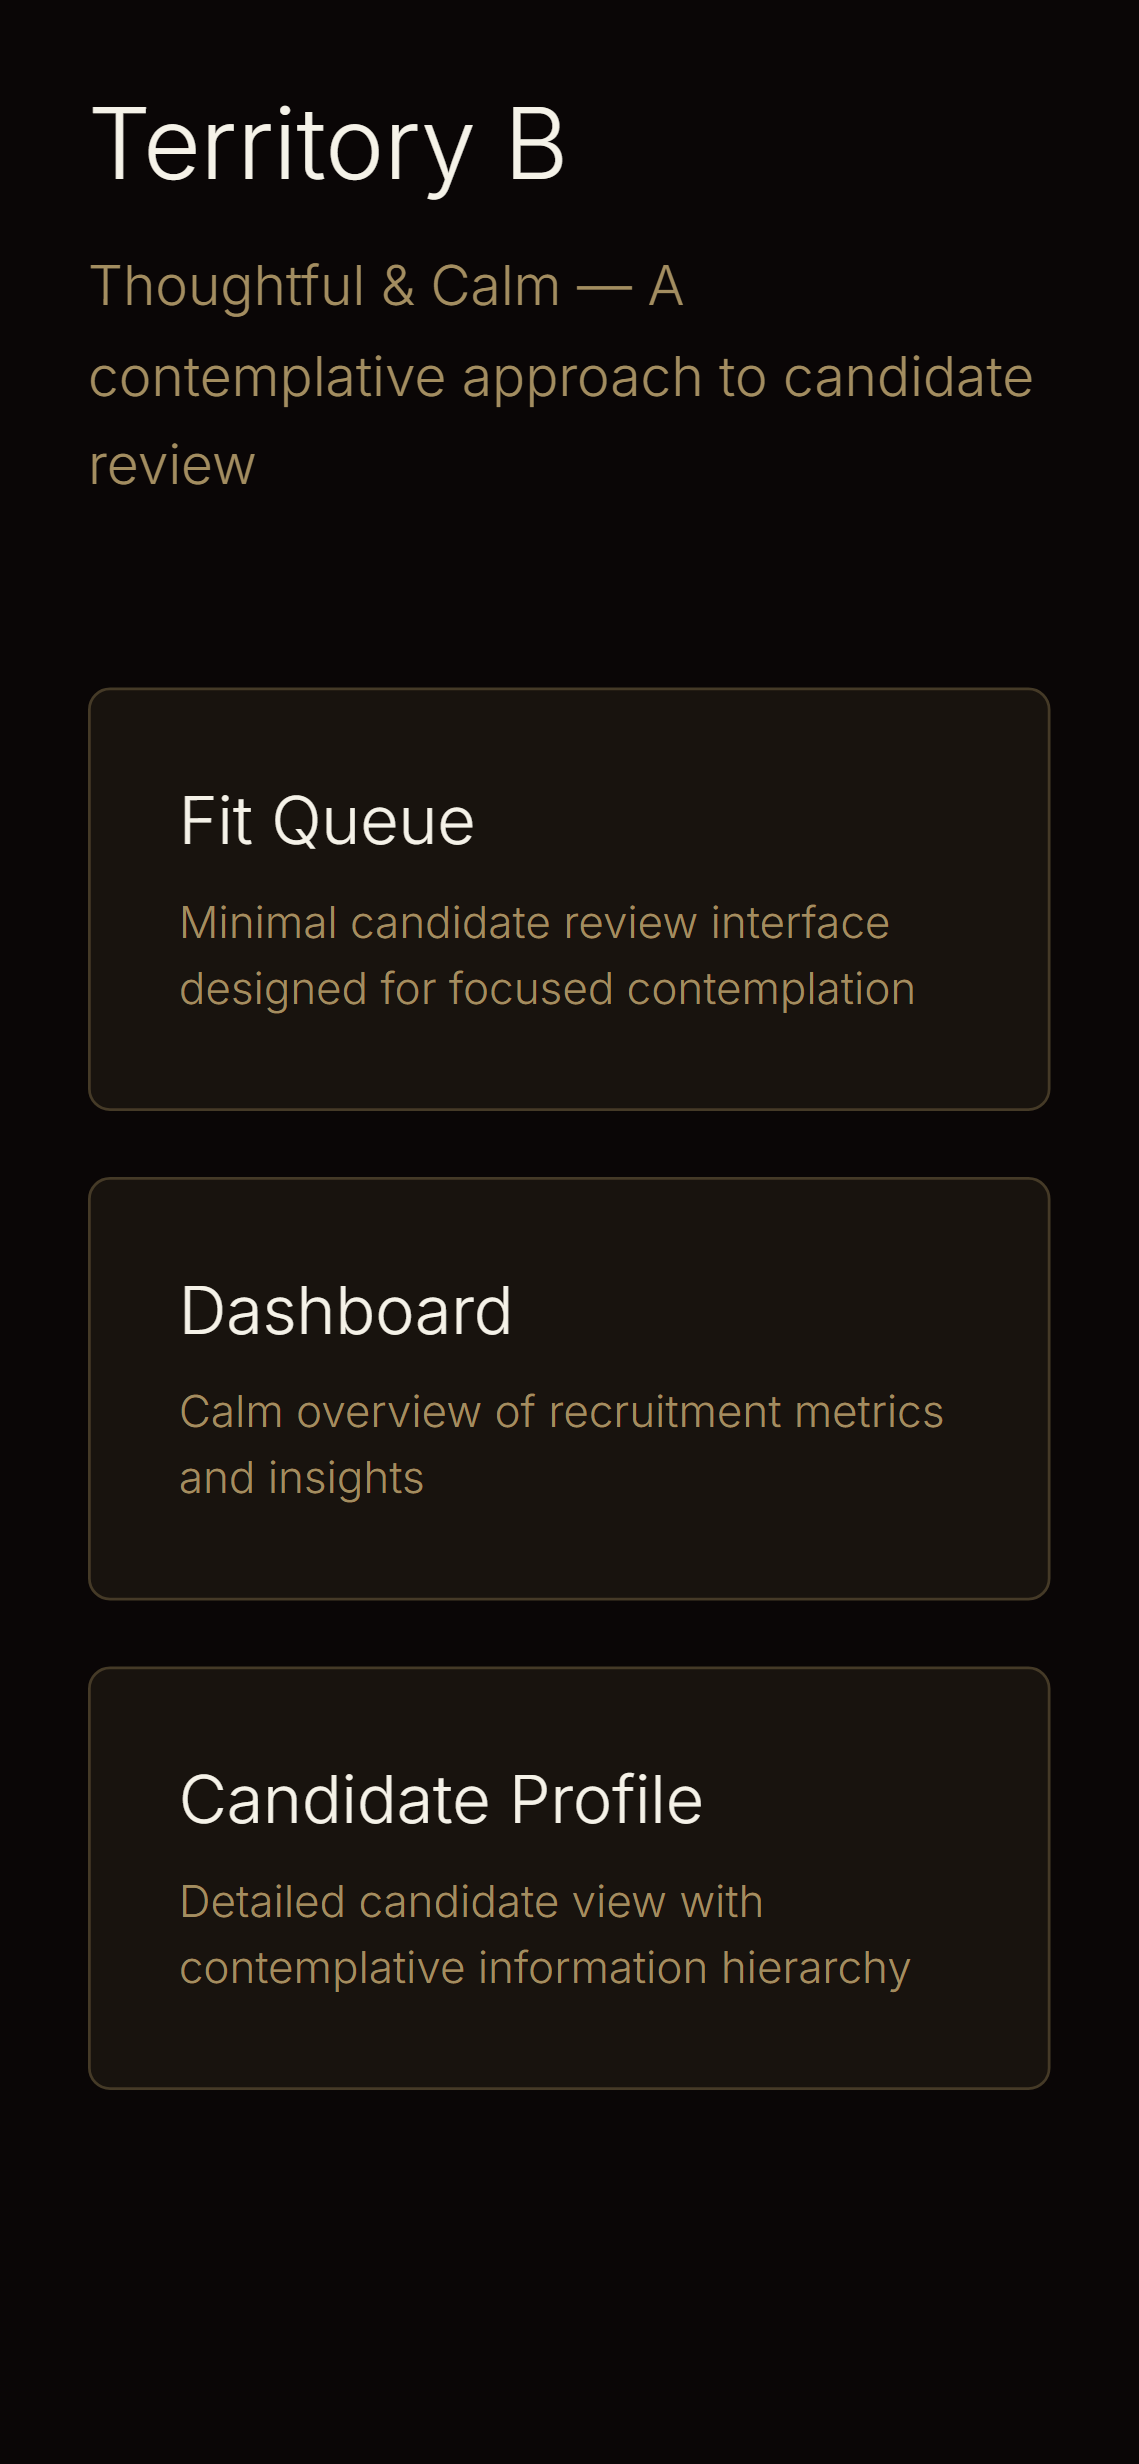 Territory B
Thoughtful & Calm — A
contemplative approach to candidate
review
Fit Queue
Minimal candidate review interface
designed for focused contemplation
Dashboard
Calm overview of recruitment metrics
and insights
Candidate Profile
Detailed candidate view with
contemplative information hierarchy